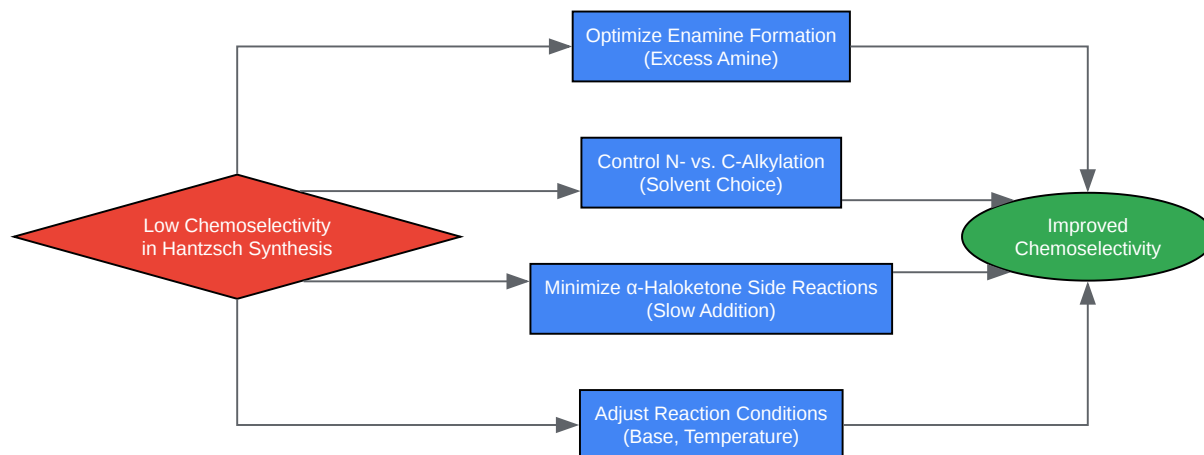 Optimize Enamine Formation
(Excess Amine)
Control N- vs. C-Alkylation
(Solvent Choice)
Low Chemoselectivity
in Hantzsch Synthesis
Improved
Chemoselectivity
Minimize α-Haloketone Side Reactions
(Slow Addition)
Adjust Reaction Conditions
(Base, Temperature)